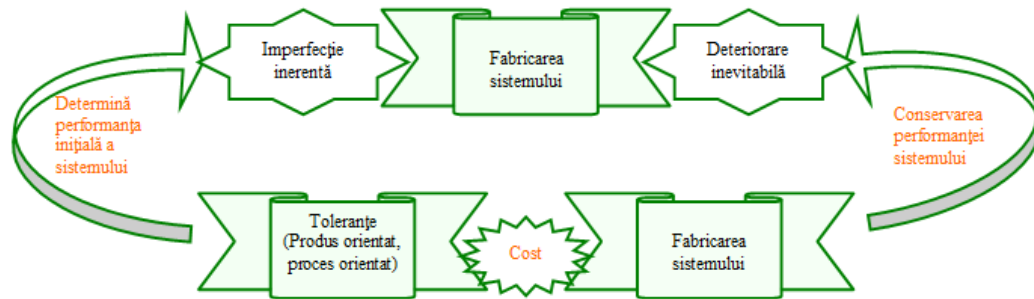 Imperfecţie
inerentă
Fabricarea
sistemului
Deteriorare
inevitabilă
Determină
performanţa
iniţială a
sistemului
Conservarea
performanţei
sistemului
Toleranţe
(Produs orientat,
proces orientat)
Cost
Fabricarea
sistemului